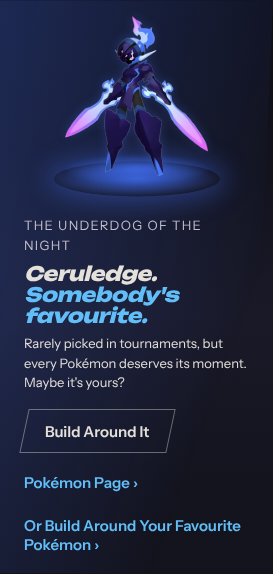 THE UNDERDOG OF THE
NIGHT
Ceruledge.
Somebody's
favourite.
Rarely picked in tournaments, but
every Pokémon deserves its moment.
Maybe it's yours?
Build Around It
Pokémon Page ›
Or Build Around Your Favourite
Pokémon ›